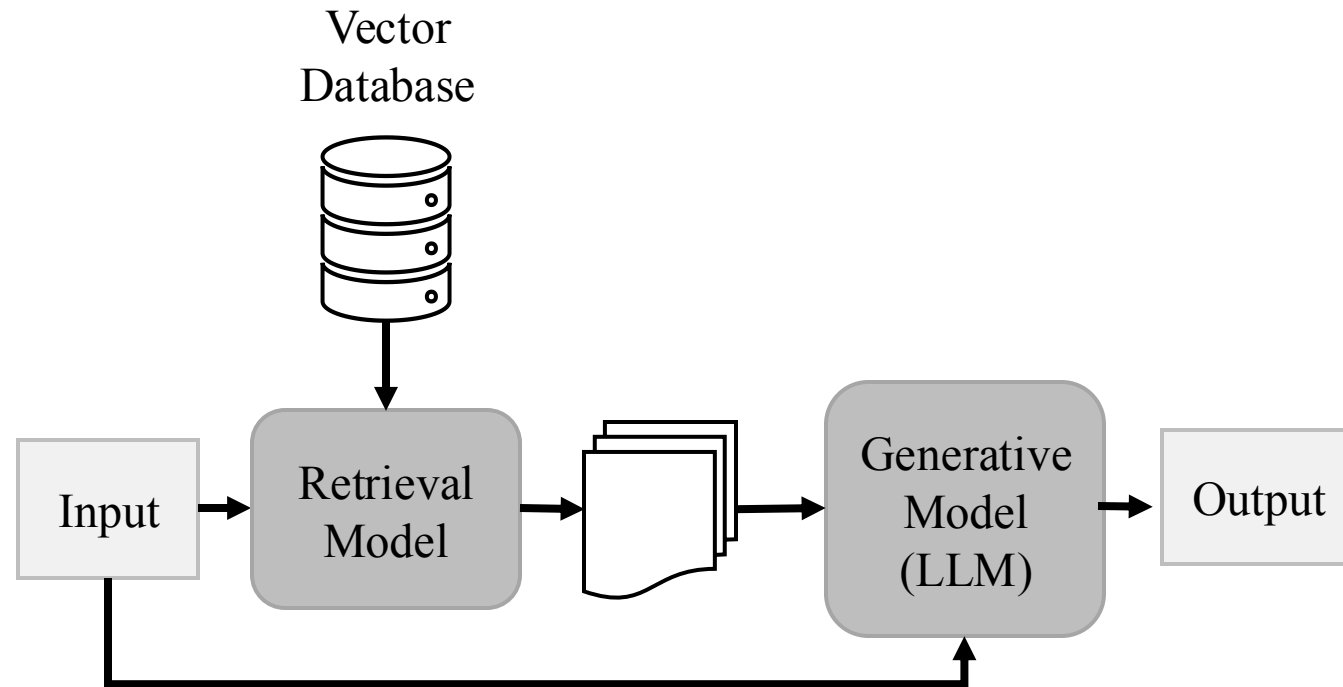 Vector
Database
Input
Retrieval
Model
Generative
Model
(LLM)
Output